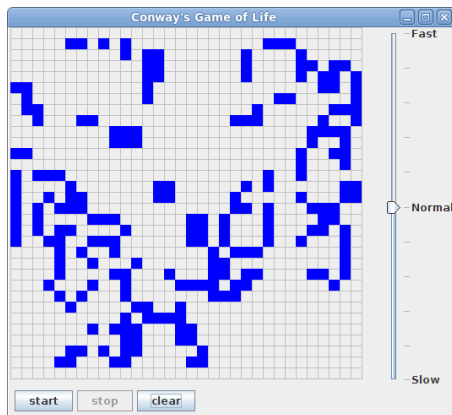 Conway's Game of Life
Fast
Normal
Slow
start
stop
clear